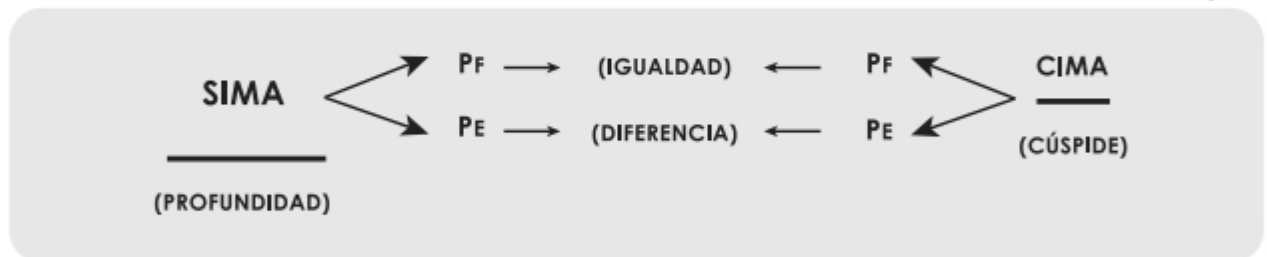 SIMA PF (IGUALDAD) PF CIMA
PE (DIFERENCIA) PE
(PROFUNDIDAD) (CÚSPIDE)